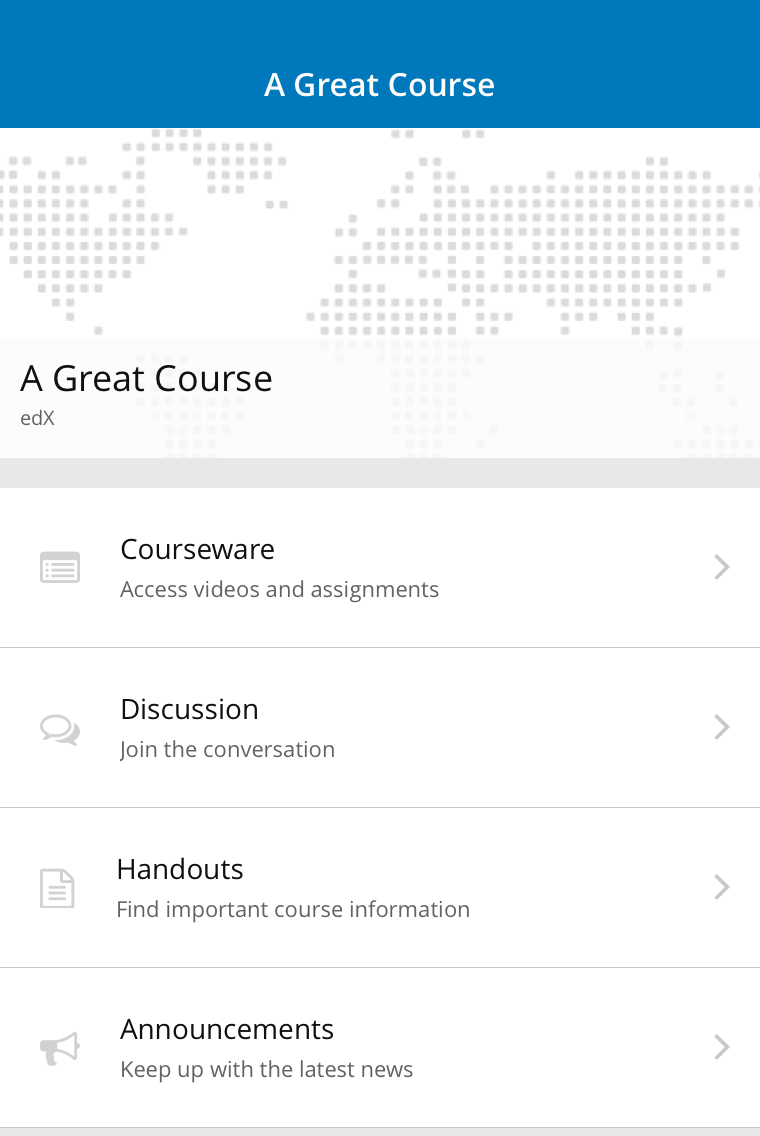 A Great Course
A Great Course
edX
Courseware
Access videos and assignments
Discussion
Join the conversation
Handouts
Find important course information
Announcements
Keep up with the latest news